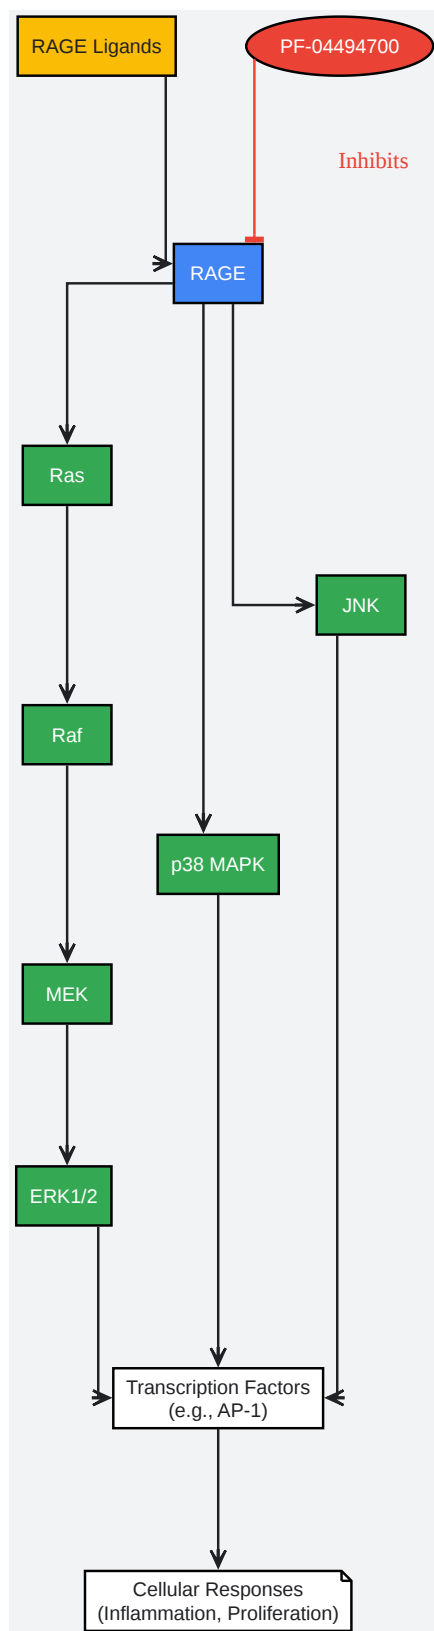 RAGE Ligands
PF-04494700
Inhibits
RAGE
Ras
JNK
Raf
p38 MAPK
MEK
ERK1/2
Transcription Factors
(e.g., AP-1)
Cellular Responses
(Inflammation, Proliferation)